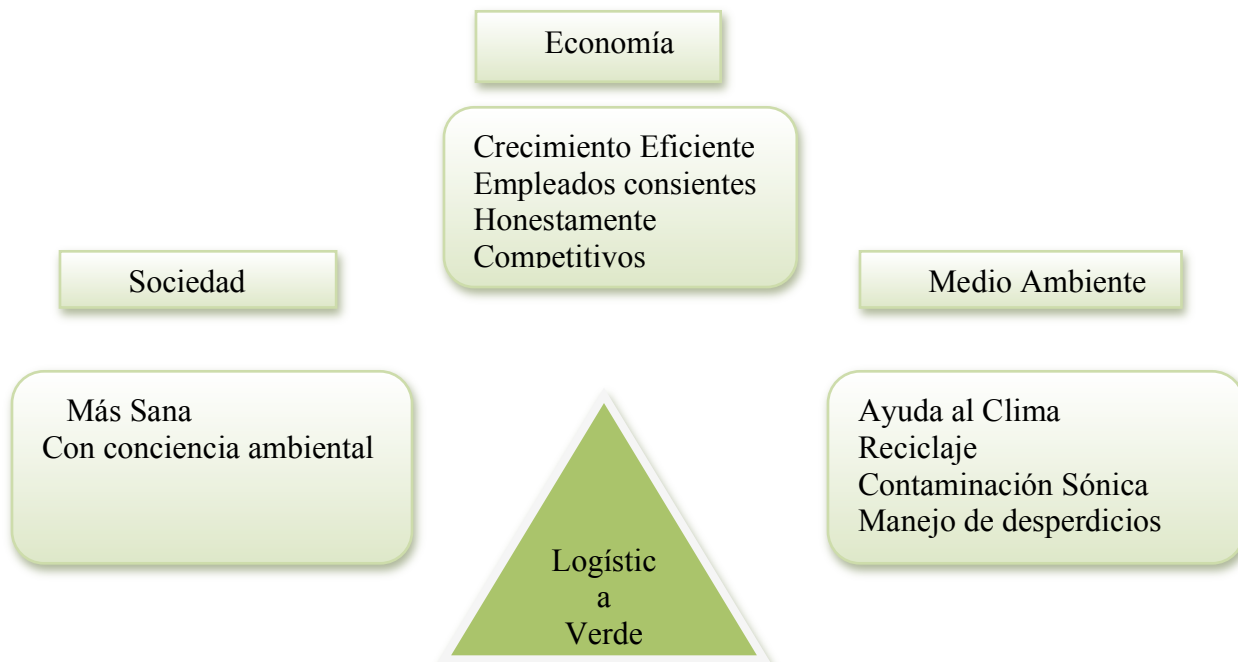 Economía
Crecimiento Eficiente
Empleados consientes
Honestamente
Competitivos
Sociedad
Más Sana
Con conciencia ambiental
Medio Ambiente
Ayuda al Clima
Reciclaje
Contaminación Sónica
Manejo de desperdicios
Logístic
a
Verde